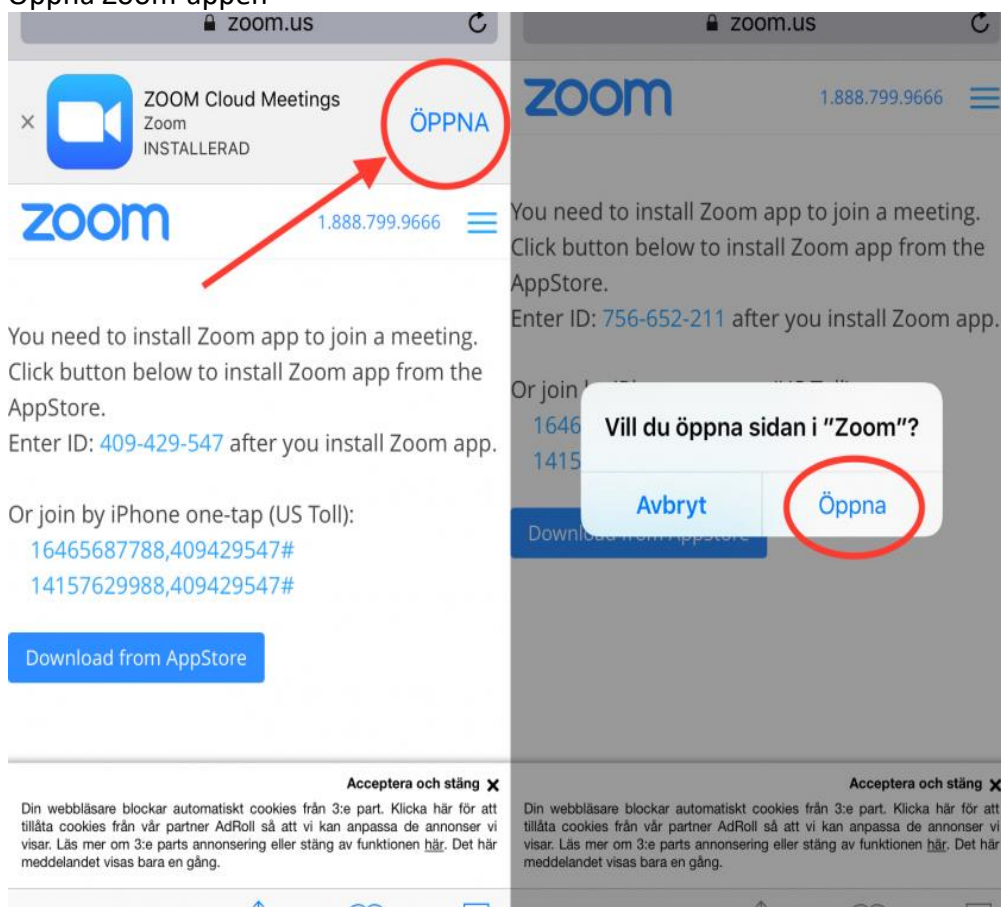 Öppna Zoom-appen
zoom.us
ZOOM Cloud Meetings
Zoom
INSTALLERAD
ÖPPNA
zoom
1.888.799.9666
You need to install Zoom app to join a meeting.
Click button below to install Zoom app from the
AppStore.
Enter ID: 409-429-547 after you install Zoom app.
Or join by iPhone one-tap (US Toll):
16465687788,409429547#
14157629988,409429547#
Download from AppStore
Acceptera och stäng X
Din webbläsare blockar automatiskt cookies från 3:e part. Klicka här för att
tillåta cookies från vår partner AdRoll så att vi kan anpassa de annonser vi
visar. Läs mer om 3:e parts annonsering eller stäng av funktionen här. Det här
meddelandet visas bara en gång.
zoom.us
zoom
1.888.799.9666
You need to install Zoom app to join a meeting.
Click button below to install Zoom app from the
AppStore.
Enter ID: 756-652-211 after you install Zoom app.
Or join
1646
1415
Vill du öppna sidan i "Zoom"?
Avbryt
Öppna
Download from AppStore
Acceptera och stäng X
Din webbläsare blockar automatiskt cookies från 3:e part. Klicka här för att
tillåta cookies från vår partner AdRoll så att vi kan anpassa de annonser vi
visar. Läs mer om 3:e parts annonsering eller stäng av funktionen här. Det här
meddelandet visas bara en gång.